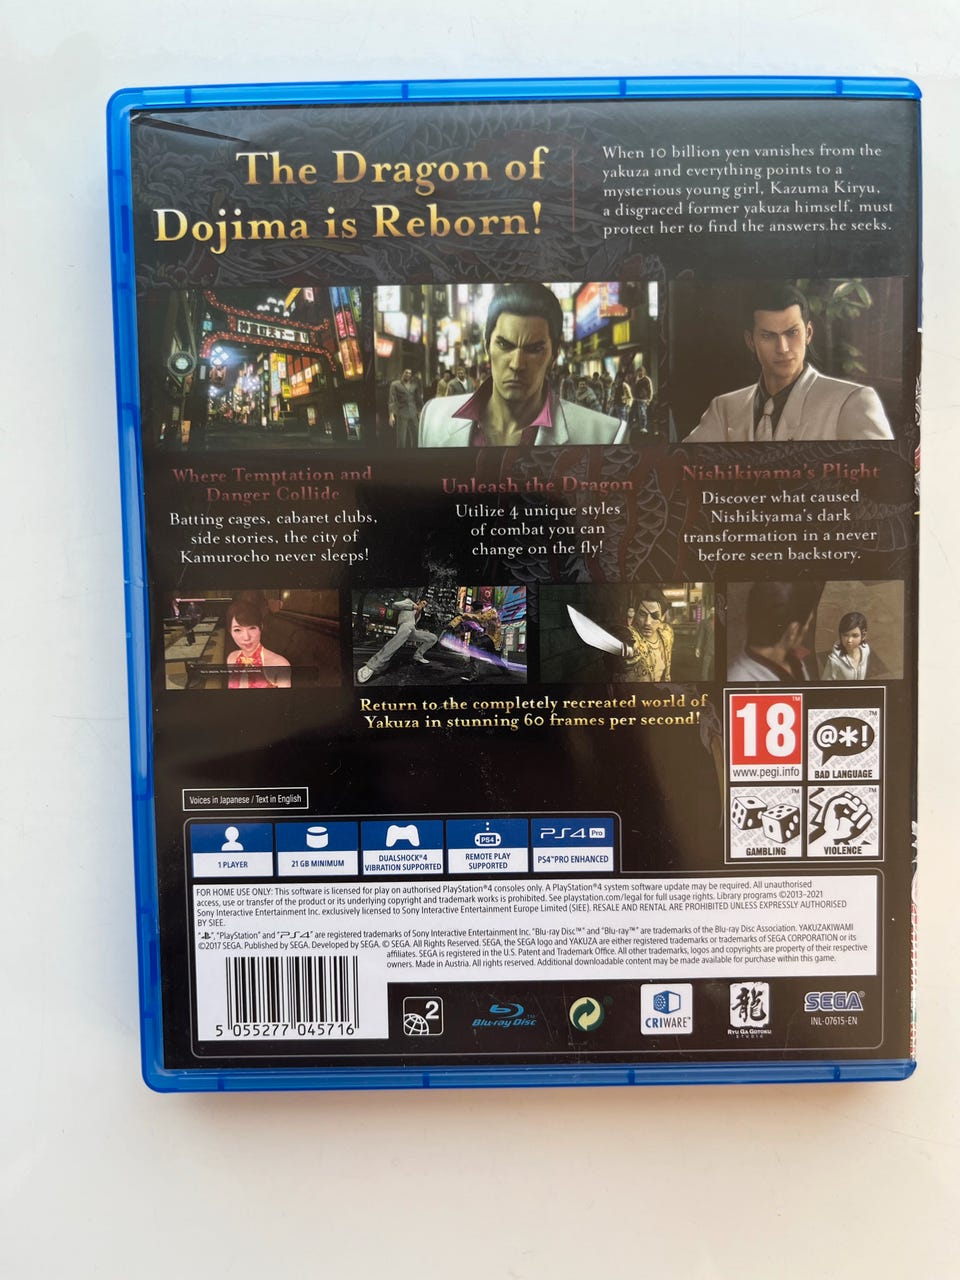 The Dragon of
Dojima is Reborn!
When 10 billion yen vanishes from the
yakuza and everything points to a
mysterious young girl, Kazuma Kiryu,
a disgraced former yakuza himself, must
protect her to find the answers he seeks.
Where Temptation and
Danger Collide
Batting cages, cabaret clubs,
side stories, the city of
Kamurocho never sleeps!
Unleash the Dragon
Utilize 4 unique styles
of combat you can
change on the fly!
Nishikiyama's Plight
Discover what caused
Nishikiyama's dark
transformation in a never
before seen backstory.
Return to the completely recreated world of
Yakuza in stunning 60 frames per second!
18
www.pegi.info
@*!
BAD LANGUAGE
GAMBLING
VIOLENCE
Voices in Japanese / Text in English
1 PLAYER
21 GB MINIMUM
DUALSHOCK®4
VIBRATION SUPPORTED
PS4
REMOTE PLAY
SUPPORTED
PS4 Pro
PS4™PRO ENHANCED
FOR HOME USE ONLY: This software is licensed for play on authorised PlayStation®4 consoles only. A PlayStation®4 system software update may be required. All unauthorised
access, use or transfer of the product or its underlying copyright and trademark works is prohibited. See playstation.com/legal for full usage rights. Library programs ©2013-2021
Sony Interactive Entertainment Inc. exclusively licensed to Sony Interactive Entertainment Europe Limited (SIEE). RESALE AND RENTAL ARE PROHIBITED UNLESS EXPRESSLY AUTHORISED
BY SIEE.
" ", "PlayStation" and "PS4" are registered trademarks of Sony Interactive Entertainment Inc. "Blu-ray Disc™" and "Blu-ray™" are trademarks of the Blu-ray Disc Association. YAKUZAKIWAMI
©2017 SEGA. Published by SEGA. Developed by SEGA. © SEGA. All Rights Reserved. SEGA, the SEGA logo and YAKUZA are either registered trademarks or trademarks of SEGA CORPORATION or its
affiliates. SEGA is registered in the U.S. Patent and Trademark Office. All other trademarks, logos and copyrights are property of their respective
owners. Made in Austria. All rights reserved. Additional downloadable content may be made available for purchase within this game.
5 055277 045716
2
Blu-ray Disc
CRIWARE™
龍
RYU GA GOTOKU
STUDIO
SEGA®
INL-07615-EN